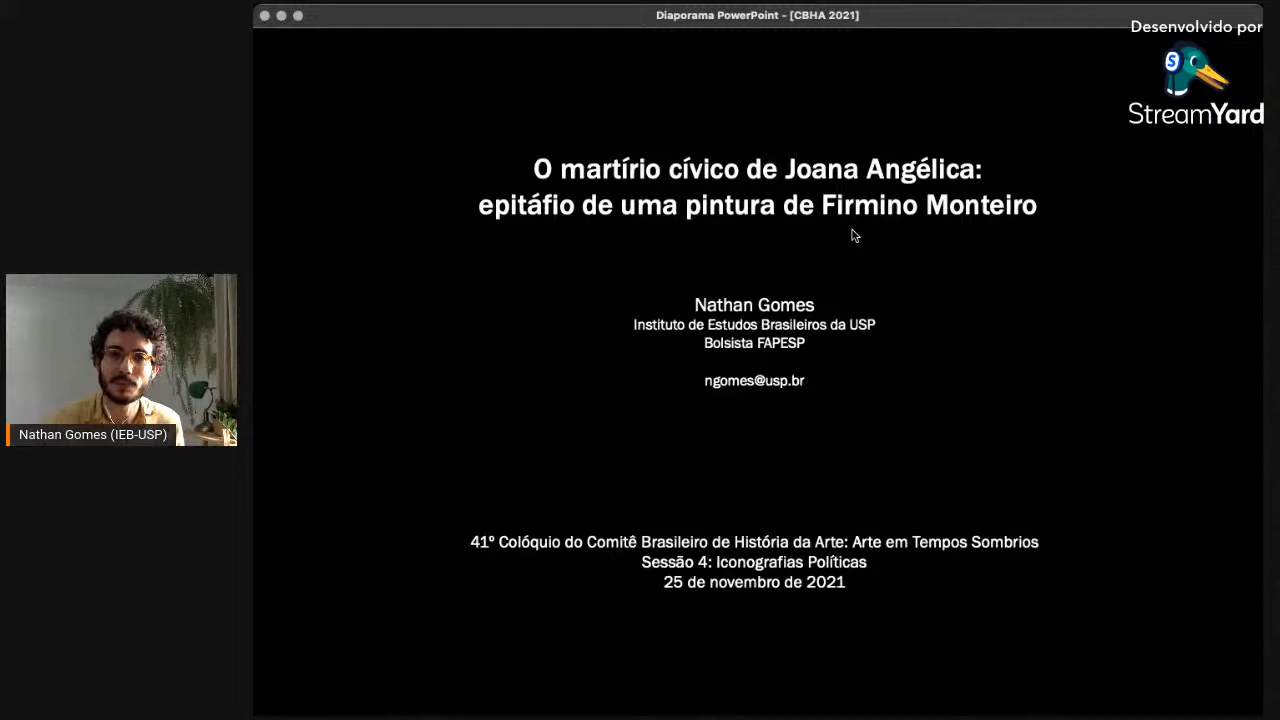 Diaporama PowerPoint - [CBHA 2021]
Desenvolvido por
S
StreamYard
O martírio cívico de Joana Angélica:
epitáfio de uma pintura de Firmino Monteiro
Nathan Gomes
Instituto de Estudos Brasileiros da USP
Bolsista FAPESP
ngomes@usp.br
Nathan Gomes (IEB-USP)
41º Colóquio do Comitê Brasileiro de História da Arte: Arte em Tempos Sombrios
Sessão 4: Iconografias Políticas
25 de novembro de 2021